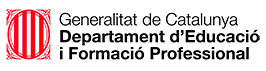 Generalitat de Catalunya
Departament d'Educació
i Formació Professional